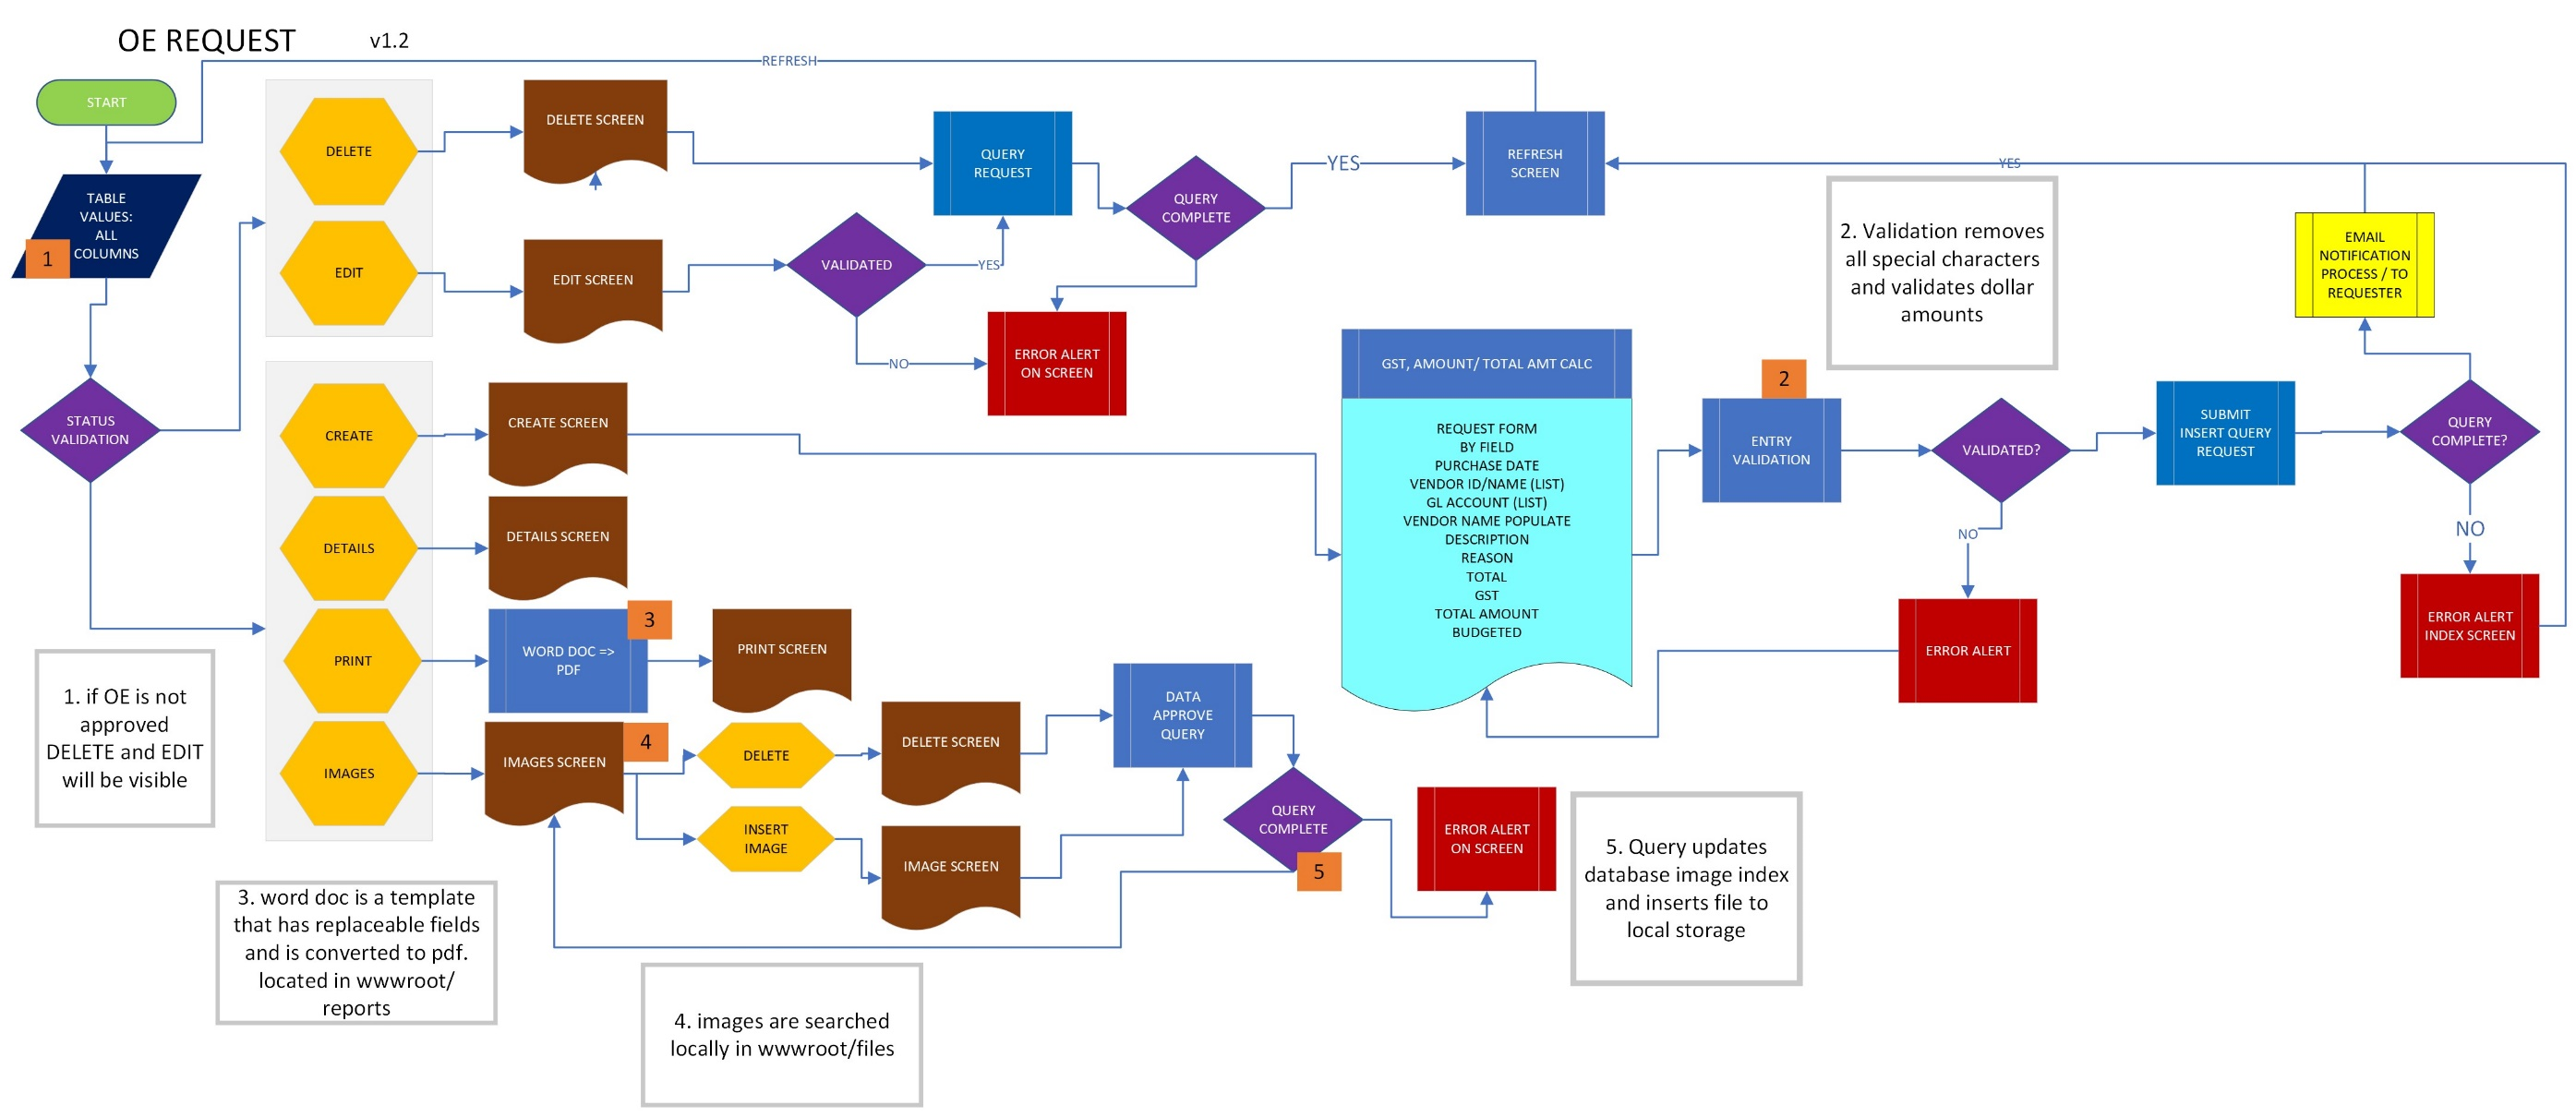 OE REQUEST
v1.2
REFRESH
START
DELETE
DELETE SCREEN
QUERY
REQUEST
YES
REFRESH
SCREEN
YES
TABLE
VALUES:
ALL
COLUMNS
1
QUERY
COMPLETE
2. Validation removes
all special characters
and validates dollar
amounts
EMAIL
NOTIFICATION
PROCESS / TO
REQUESTER
EDIT
EDIT SCREEN
VALIDATED
YES
NO
ERROR ALERT
ON SCREEN
GST, AMOUNT/ TOTAL AMT CALC
2
STATUS
VALIDATION
CREATE
CREATE SCREEN
REQUEST FORM
BY FIELD
PURCHASE DATE
VENDOR ID/NAME (LIST)
GL ACCOUNT (LIST)
VENDOR NAME POPULATE
DESCRIPTION
REASON
TOTAL
GST
TOTAL AMOUNT
BUDGETED
ENTRY
VALIDATION
VALIDATED?
SUBMIT
INSERT QUERY
REQUEST
QUERY
COMPLETE?
NO
NO
DETAILS
DETAILS SCREEN
ERROR ALERT
ERROR ALERT
INDEX SCREEN
PRINT
WORD DOC =>
PDF
3
PRINT SCREEN
1. if OE is not
approved
DELETE and EDIT
will be visible
IMAGES
IMAGES SCREEN
4
DELETE
DELETE SCREEN
DATA
APPROVE
QUERY
INSERT
IMAGE
IMAGE SCREEN
QUERY
COMPLETE
5
ERROR ALERT
ON SCREEN
5. Query updates
database image index
and inserts file to
local storage
3. word doc is a template
that has replaceable fields
and is converted to pdf.
located in wwwroot/
reports
4. images are searched
locally in wwwroot/files